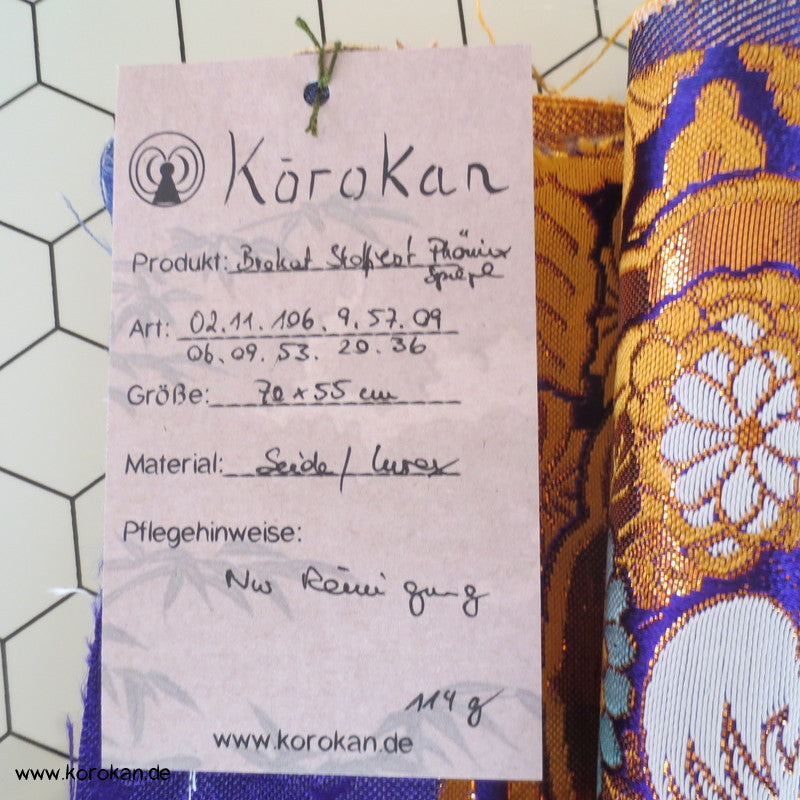 Kōrokan
Produkt: Brokat Stoffrest Phönix
Spiegel
Art: 02.11.106.9.57.09
06.09.53.20.36
Größe: 70 x 55 cm
Material: Seide / Lurex
Pflegehinweise:
Nur Reinigung
114 g
www.korokan.de
www.korokan.de